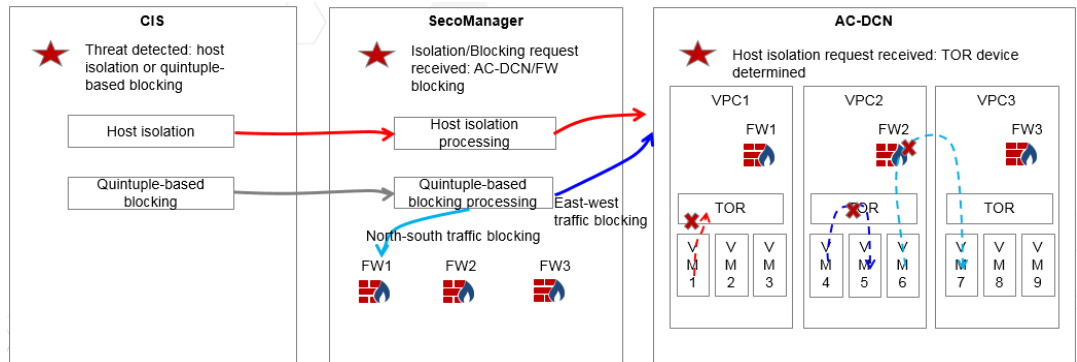 CIS
Threat detected: host
isolation or quintuple-
based blocking
Host isolation
Quintuple-based
blocking
SecoManager
Isolation/Blocking request
received: AC-DCN/FW
blocking
Host isolation
processing
Quintuple-based
blocking processing
East-west
traffic blocking
North-south traffic blocking
FW1
FW2
FW3
AC-DCN
Host isolation request received: TOR device
determined
VPC1
VPC2
VPC3
FW1
FW2
FW3
TOR
TOR
TOR
V
M
1
V
M
2
V
M
3
V
M
4
V
M
5
V
M
6
V
M
7
V
M
8
V
M
9